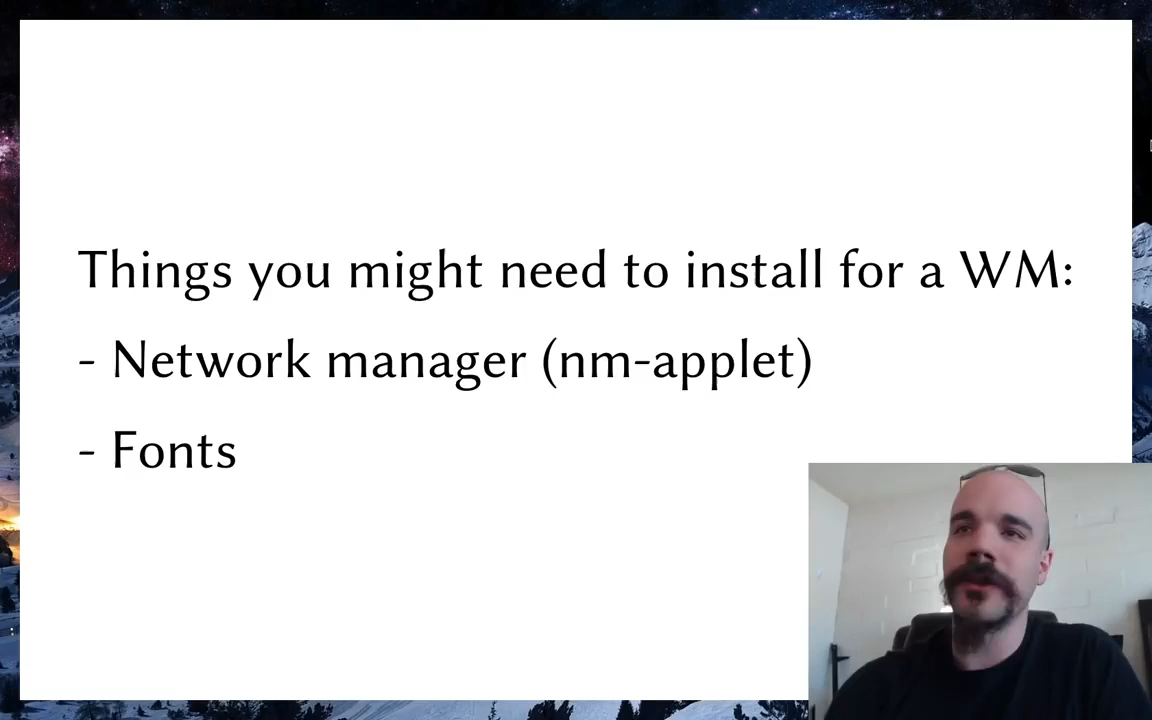 Things you might need to install for a WM:
- Network manager (nm-applet)
- Fonts